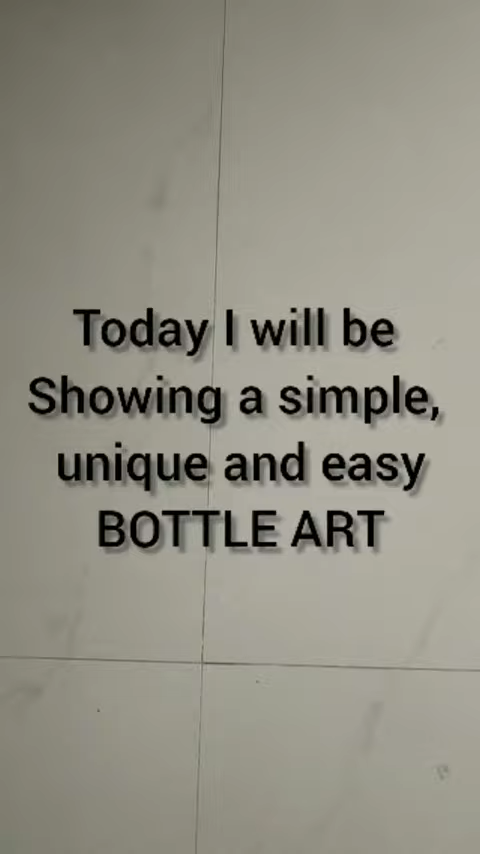 Today I will be
Showing a simple,
unique and easy
BOTTLE ART